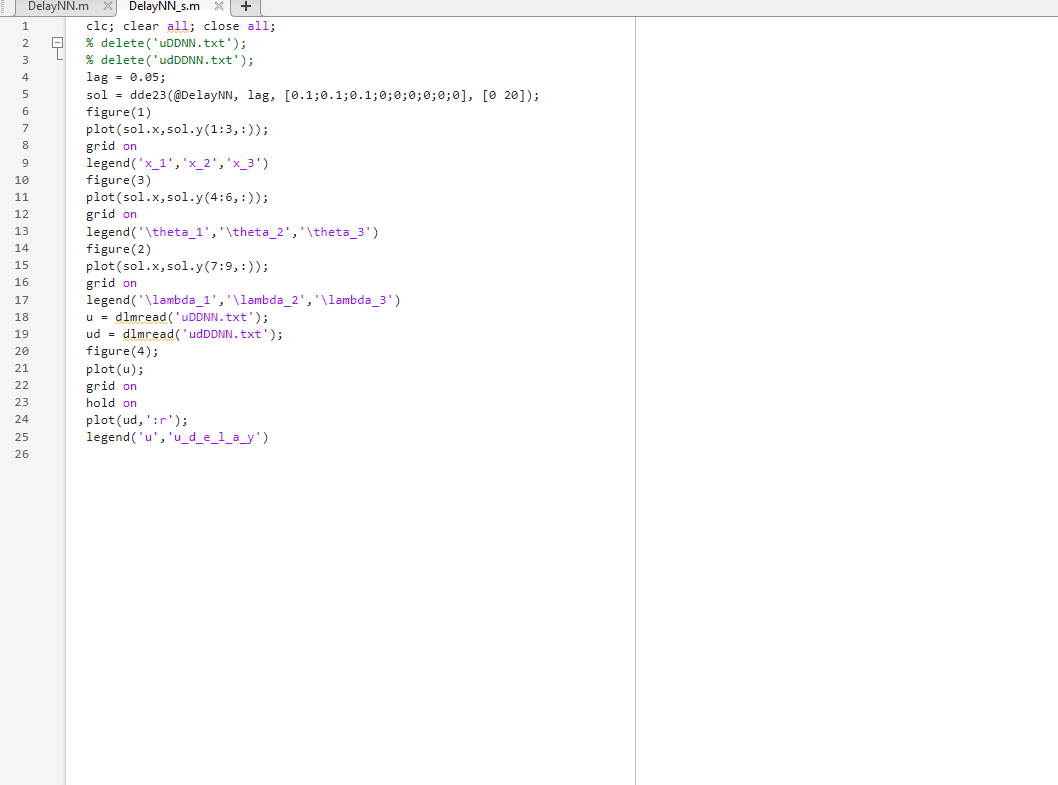 DelayNN.m DelayNN_s.m
1 clc; clear all; close all;
2 % delete('uDDNN.txt');
3 % delete('udDDNN.txt');
4 lag = 0.05;
5 sol = dde23(@DelayNN, lag, [0.1;0.1;0.1;0;0;0;0;0;0], [0 20]);
6 figure(1)
7 plot(sol.x,sol.y(1:3,:));
8 grid on
9 legend('x_1','x_2','x_3')
10 figure(3)
11 plot(sol.x,sol.y(4:6,:));
12 grid on
13 legend('\theta_1','\theta_2','\theta_3')
14 figure(2)
15 plot(sol.x,sol.y(7:9,:));
16 grid on
17 legend('\lambda_1','\lambda_2','\lambda_3')
18 u = dlmread('uDDNN.txt');
19 ud = dlmread('udDDNN.txt');
20 figure(4);
21 plot(u);
22 grid on
23 hold on
24 plot(ud,':r');
25 legend('u','u_d_e_l_a_y')
26